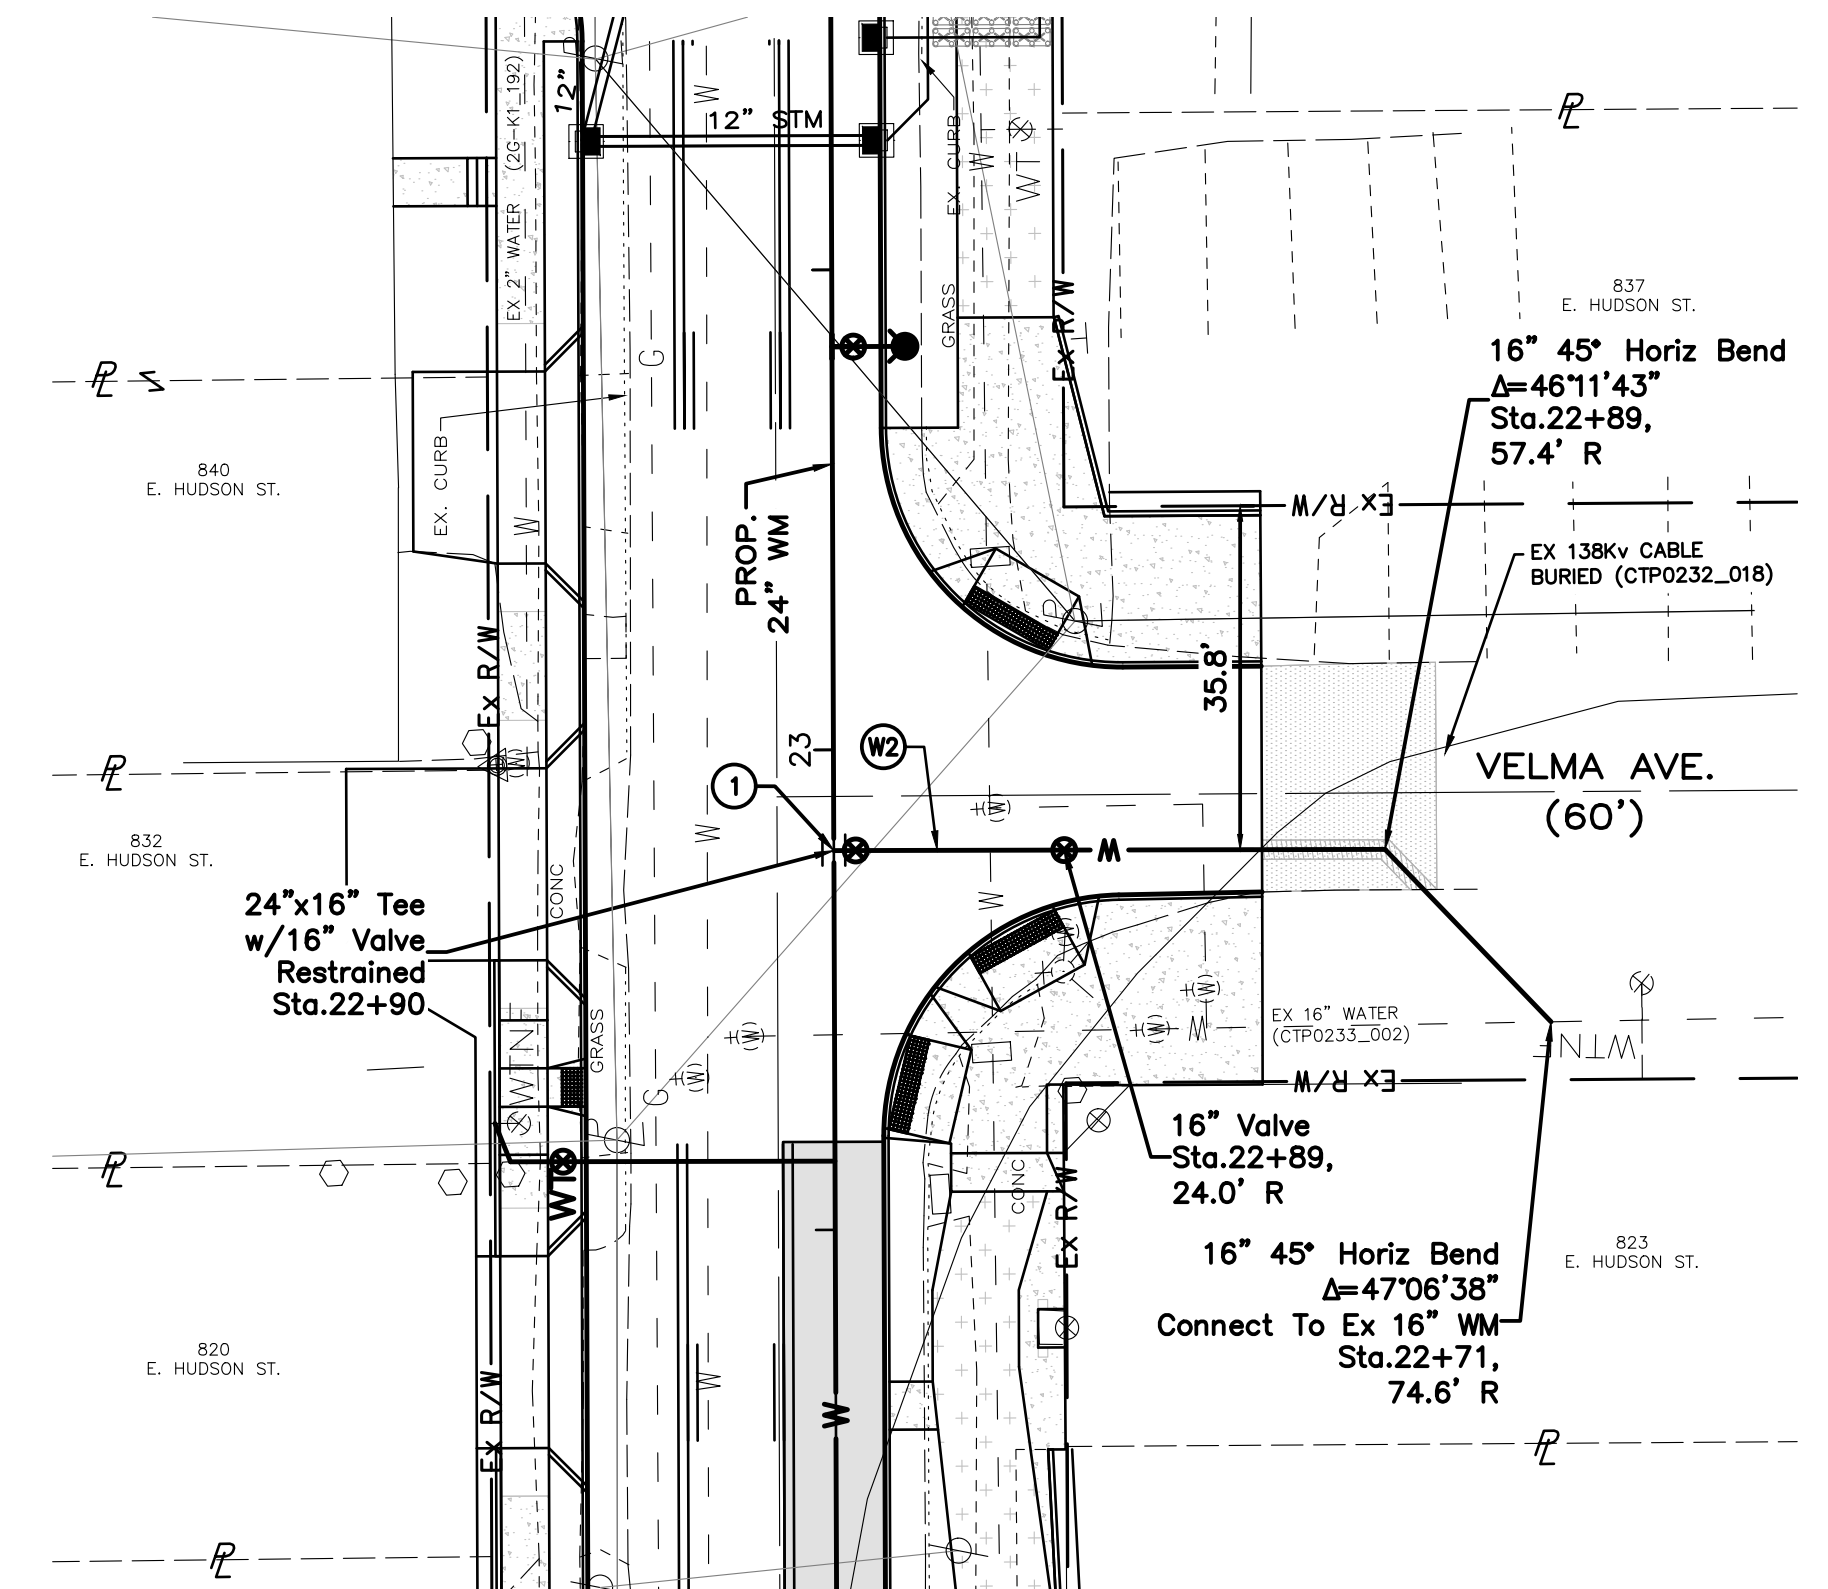 12"
12" STM
EX 2" WATER (2G-K1_192)
W
W
EX. CURB
WT
GRASS
Ex R/W
837
E. HUDSON ST.
16" 45° Horiz Bend
Δ=46°11'43"
Sta.22+89,
57.4' R
PL
PL
G
EX. CURB
W
840
E. HUDSON ST.
PROP.
24" WM
Ex R/W
EX 138Kv CABLE
BURIED (CTP0232_018)
Ex R/W
35.8'
23
W2
1
(W)
(W)
VELMA AVE.
(60')
PL
832
E. HUDSON ST.
W
W
W
CONC
24"x16" Tee
w/16" Valve
Restrained
Sta.22+90
(W)
(W)
(W)
(W)
(W)
W
EX 16" WATER
(CTP0233_002)
WTN
WTN
GRASS
G
Ex R/W
16" Valve
Sta.22+89,
24.0' R
PL
CONC
Ex R/W
16" 45° Horiz Bend
Δ=47°06'38"
Connect To Ex 16" WM
Sta.22+71,
74.6' R
823
E. HUDSON ST.
820
E. HUDSON ST.
Ex R/W
W
W
PL
PL